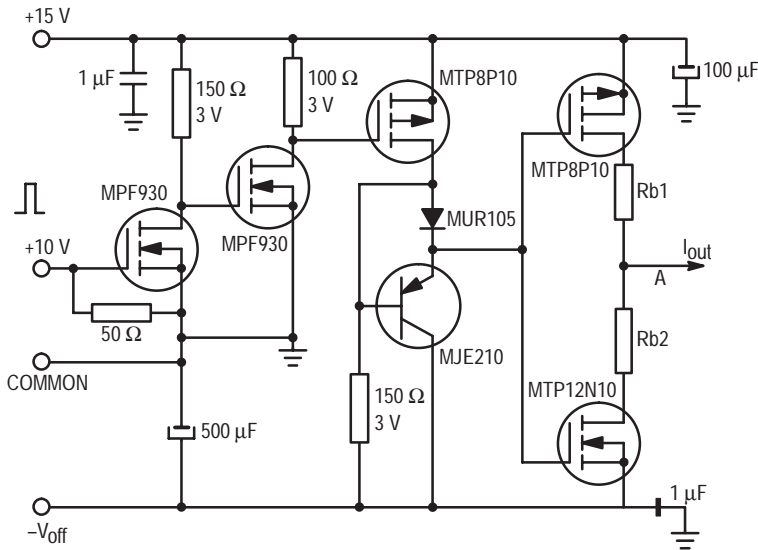 +15 V
1 μF
150 Ω
3 V
100 Ω
3 V
MTP8P10
100 μF
MPF930
MPF930
MTP8P10
Rb1
MUR105
+10 V
Iout
A
50 Ω
Rb2
MJE210
COMMON
MTP12N10
150 Ω
3 V
500 μF
1 μF
–Voff